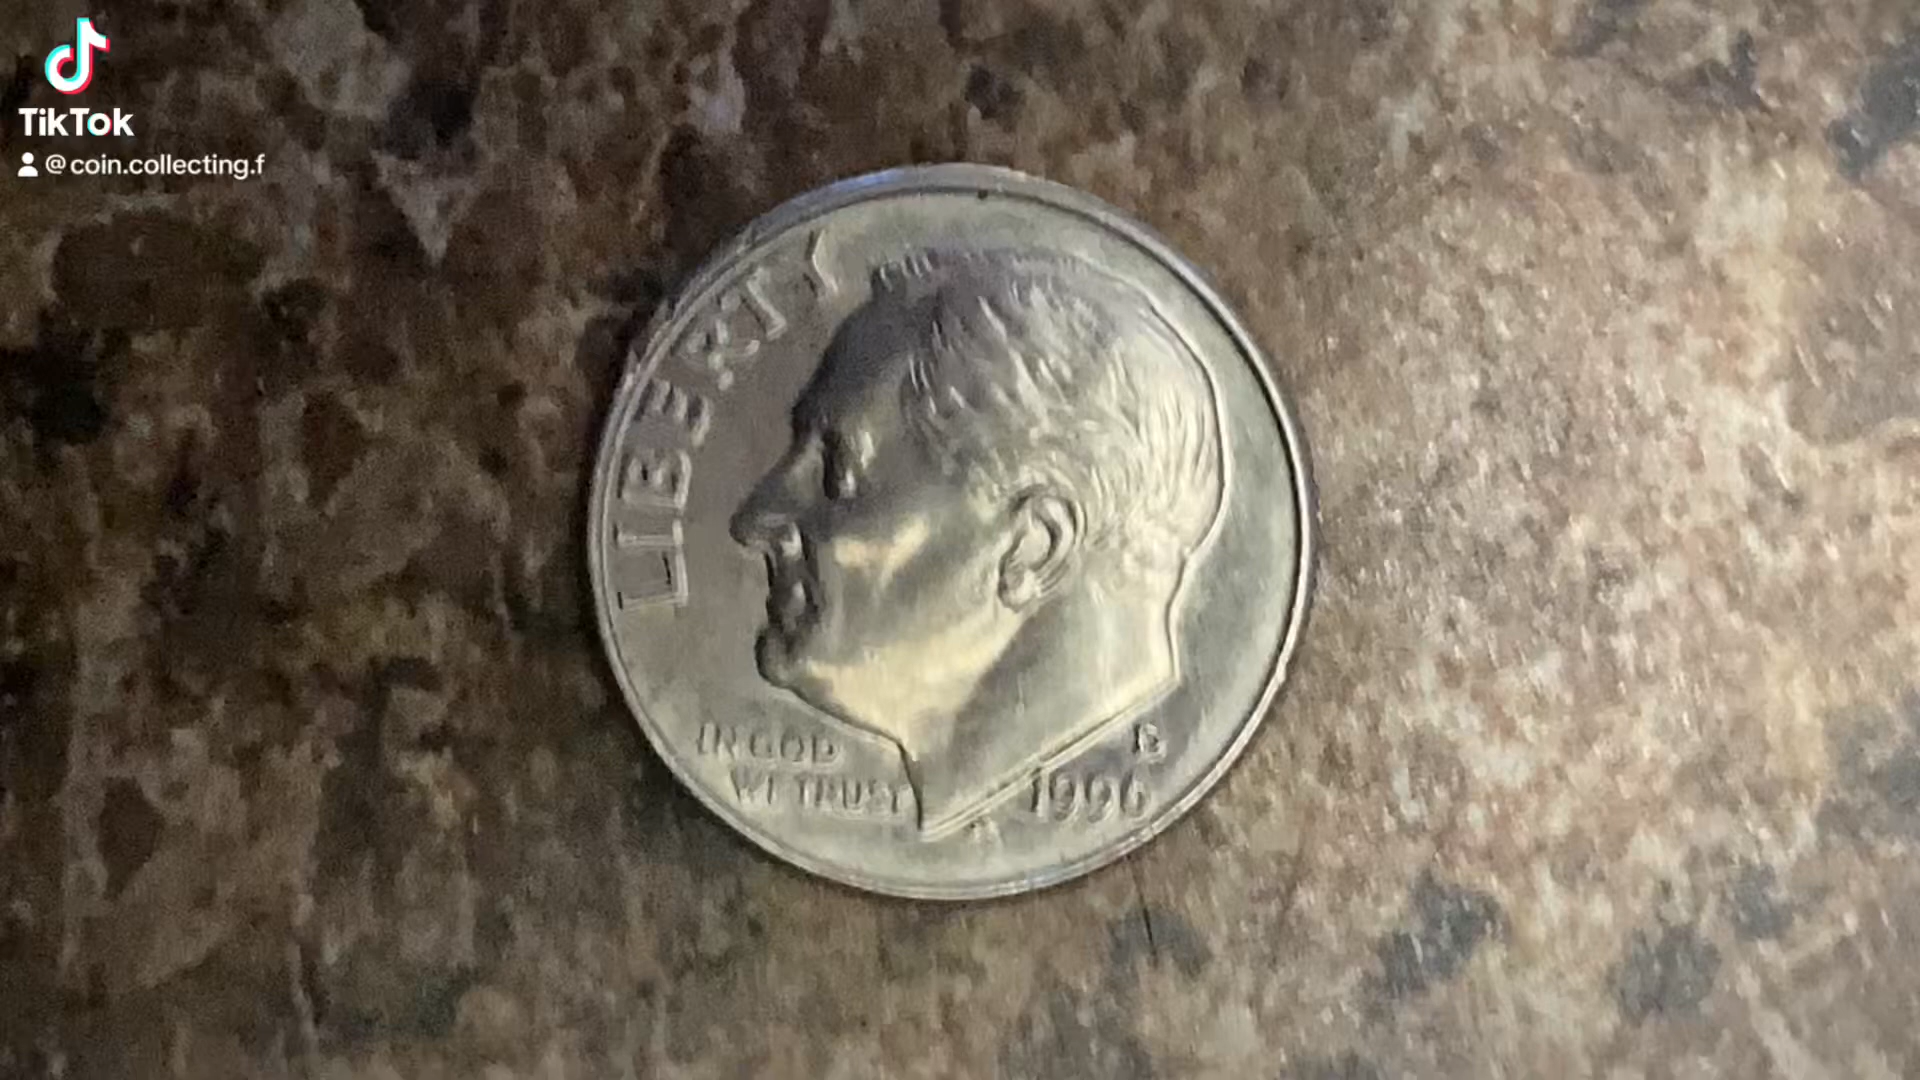 TikTok
@coin.collecting.f
LIBERTY
IN GOD
WE TRUST
1996